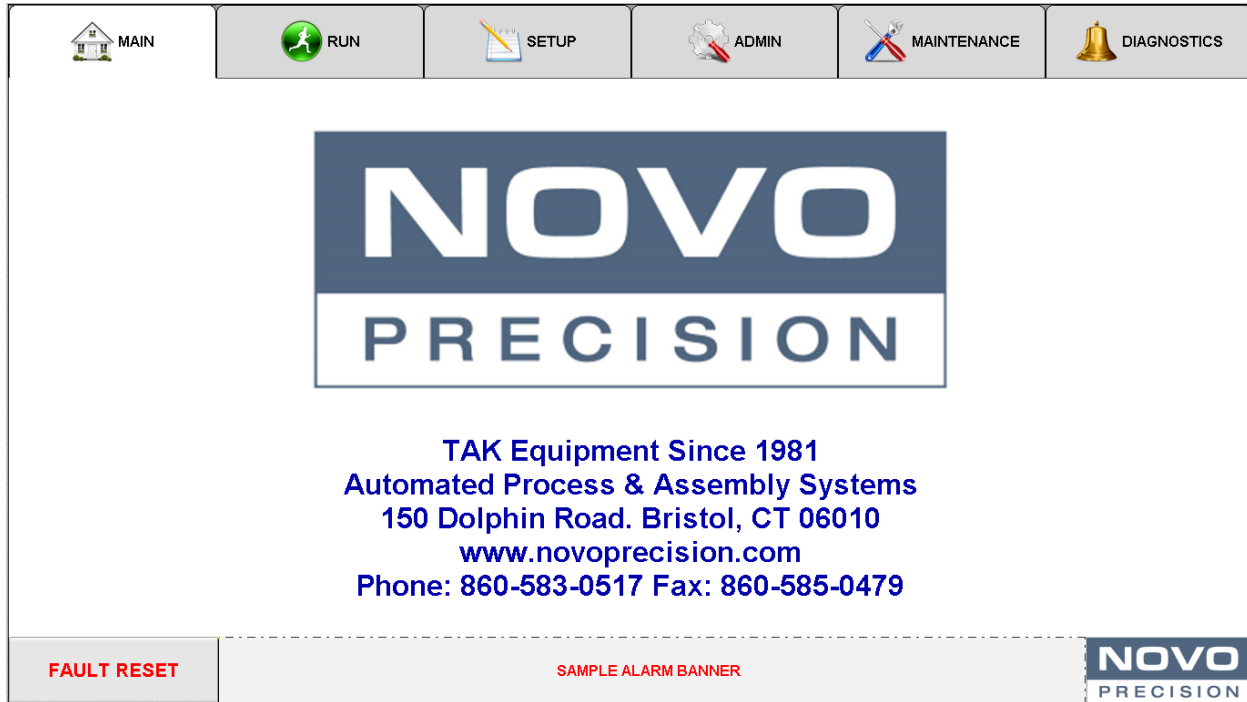 MAIN
RUN
SETUP
ADMIN
MAINTENANCE
DIAGNOSTICS
NOVO
PRECISION
TAK Equipment Since 1981
Automated Process & Assembly Systems
150 Dolphin Road. Bristol, CT 06010
www.novoprecision.com
Phone: 860-583-0517 Fax: 860-585-0479
FAULT RESET
SAMPLE ALARM BANNER
NOVO
PRECISION